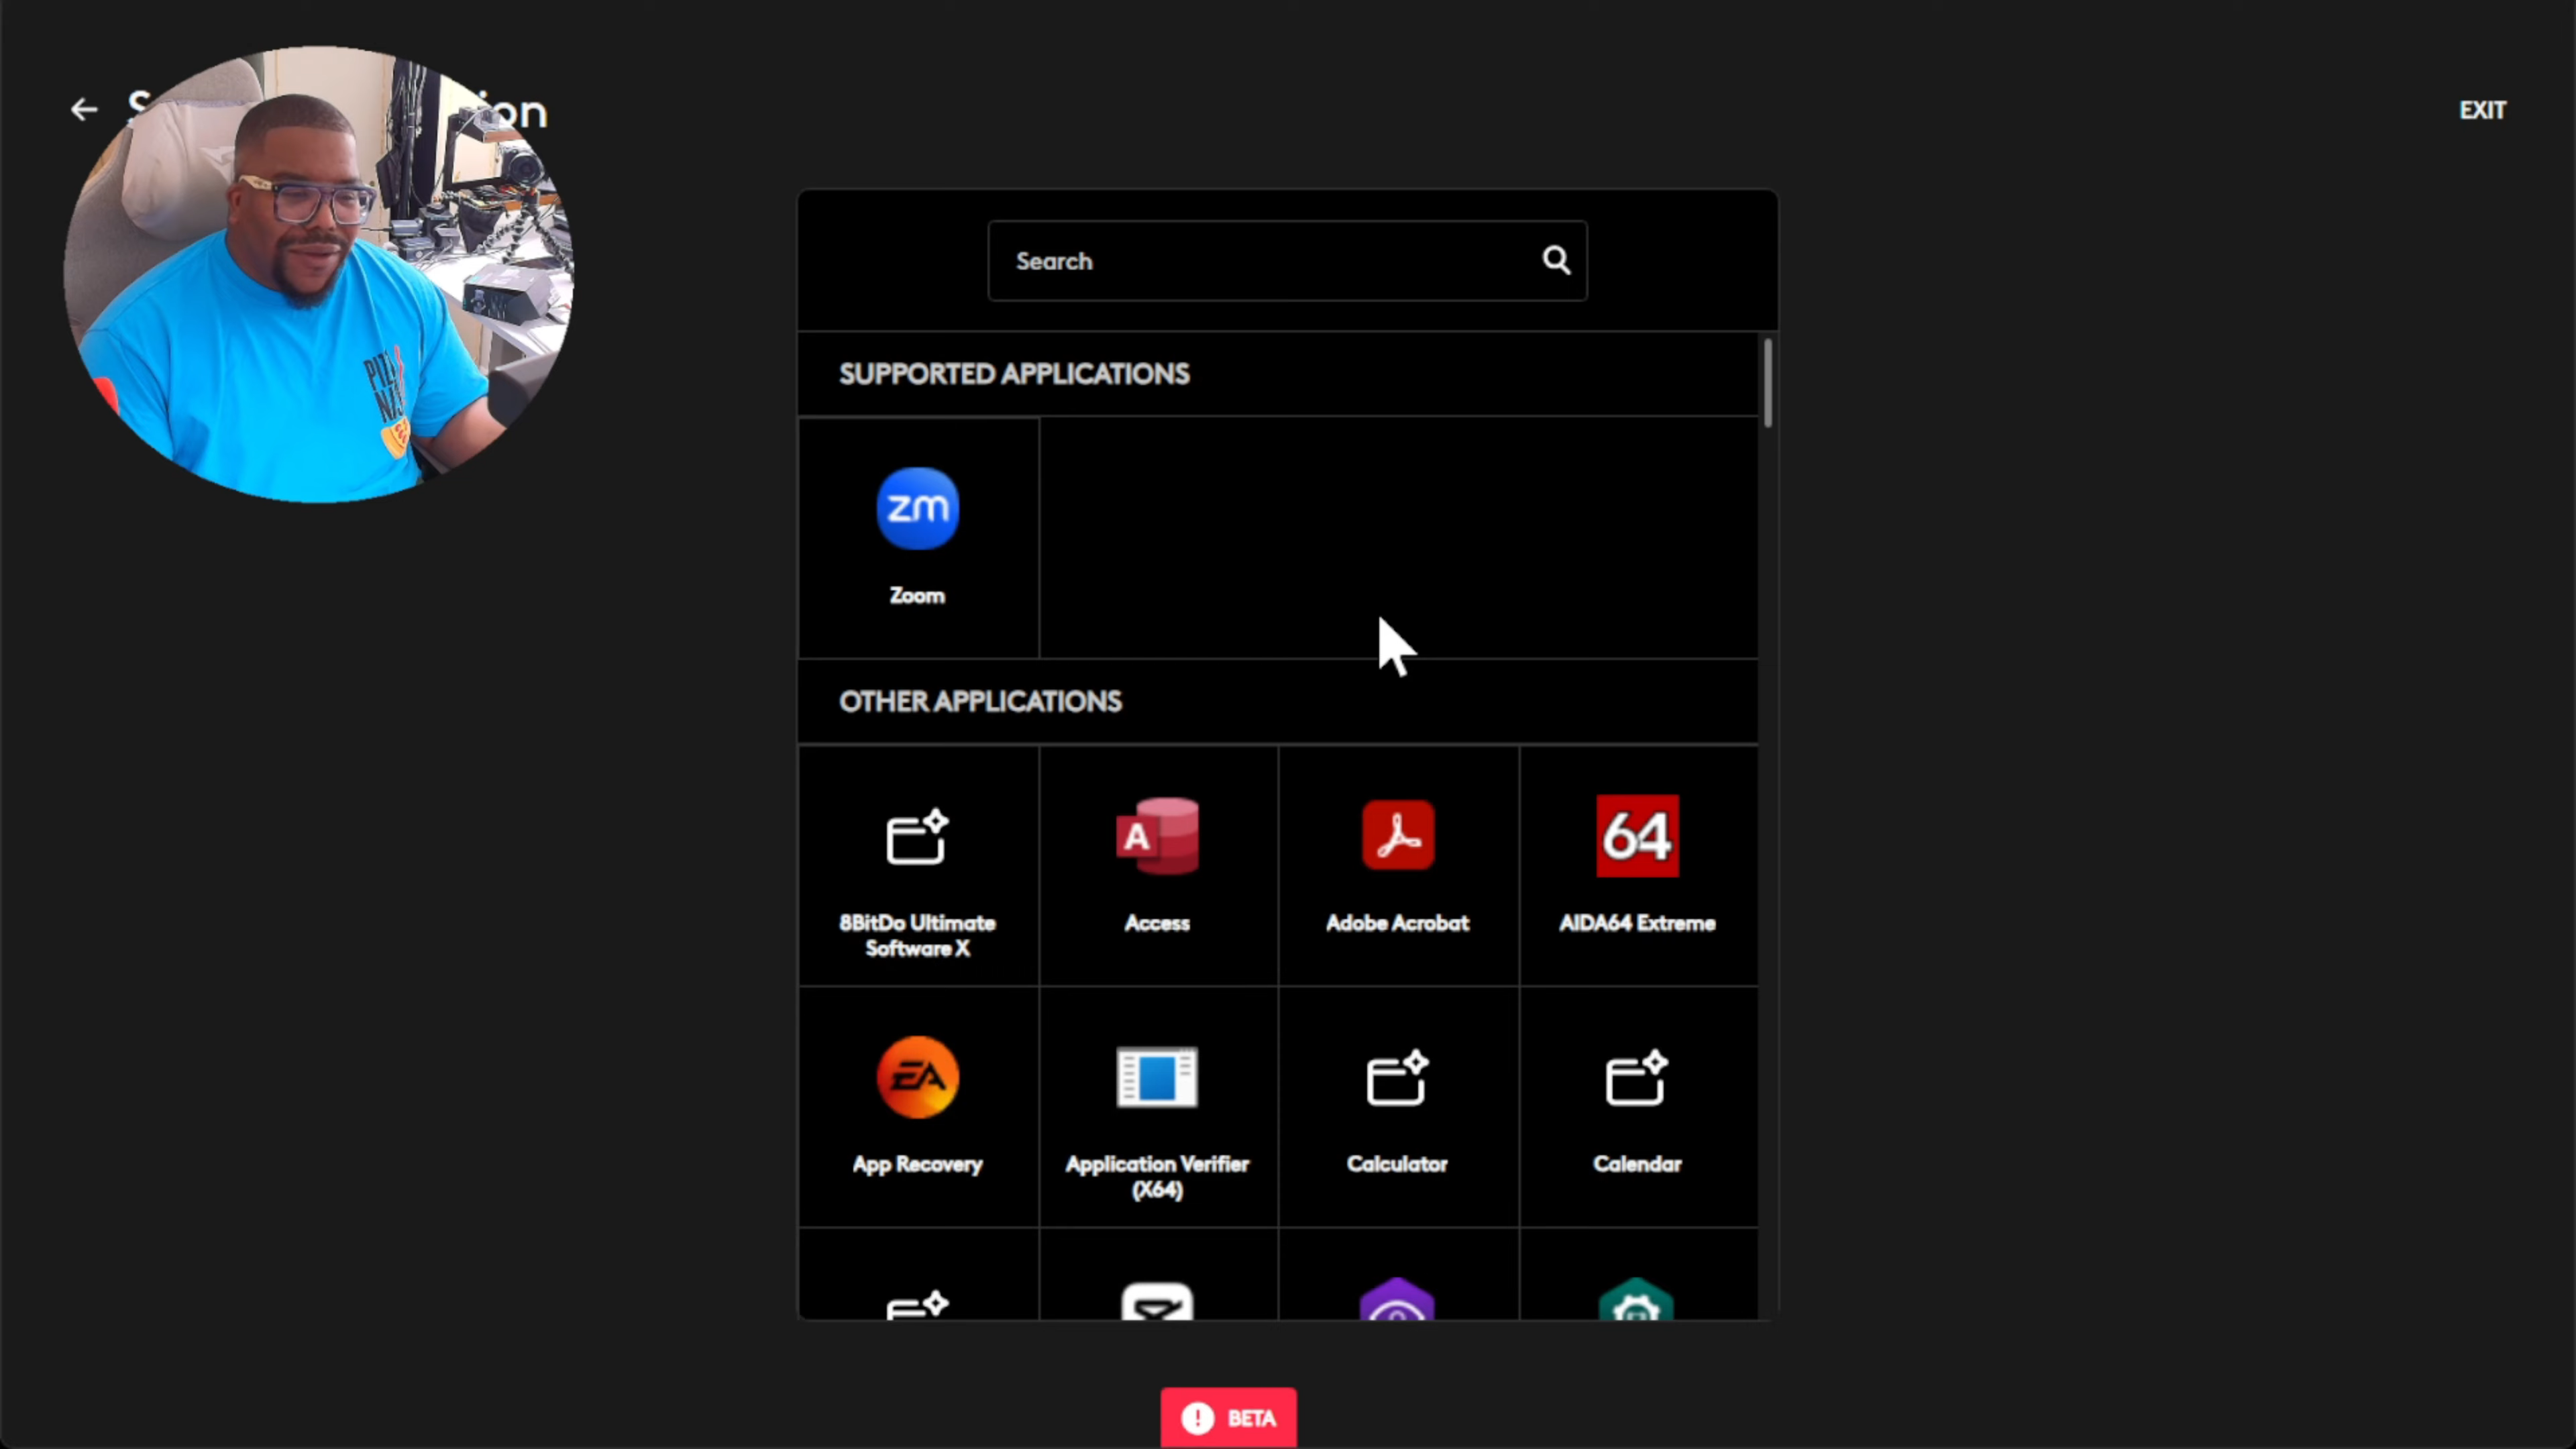 EXIT
Search
SUPPORTED APPLICATIONS
zm
Zoom
OTHER APPLICATIONS
A
64
8BitDo Ultimate
Software X
Access
Adobe Acrobat
AIDA64 Extreme
EA
App Recovery
Application Verifier
(X64)
Calculator
Calendar
! BETA